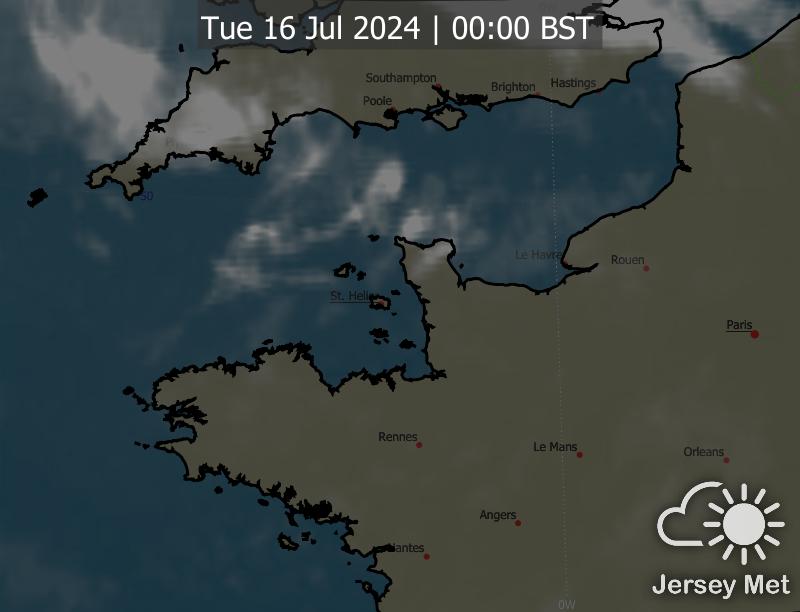 Tue 16 Jul 2024 | 00:00 BST
Southampton
Brighton
Hastings
Poole
50
Le Havre
Rouen
St. Helier
Paris
Rennes
Le Mans
Orleans
Angers
Nantes
Jersey Met
0W